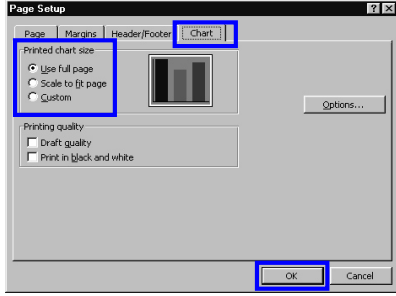 Page Setup
Page Margins Header/Footer Chart
Printed chart size
Use full page
Scale to fit page
Custom
Options...
Printing quality
Draft quality
Print in black and white
OK Cancel